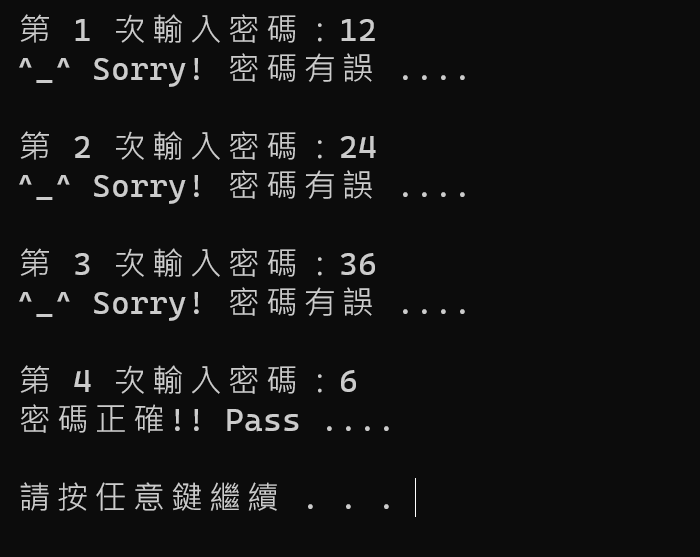 第 1 次輸入密碼：12
^_^ Sorry! 密碼有誤 ....
第 2 次輸入密碼：24
^_^ Sorry! 密碼有誤 ....
第 3 次輸入密碼：36
^_^ Sorry! 密碼有誤 ....
第 4 次輸入密碼：6
密碼正確!! Pass ....
請按任意鍵繼續 . . .